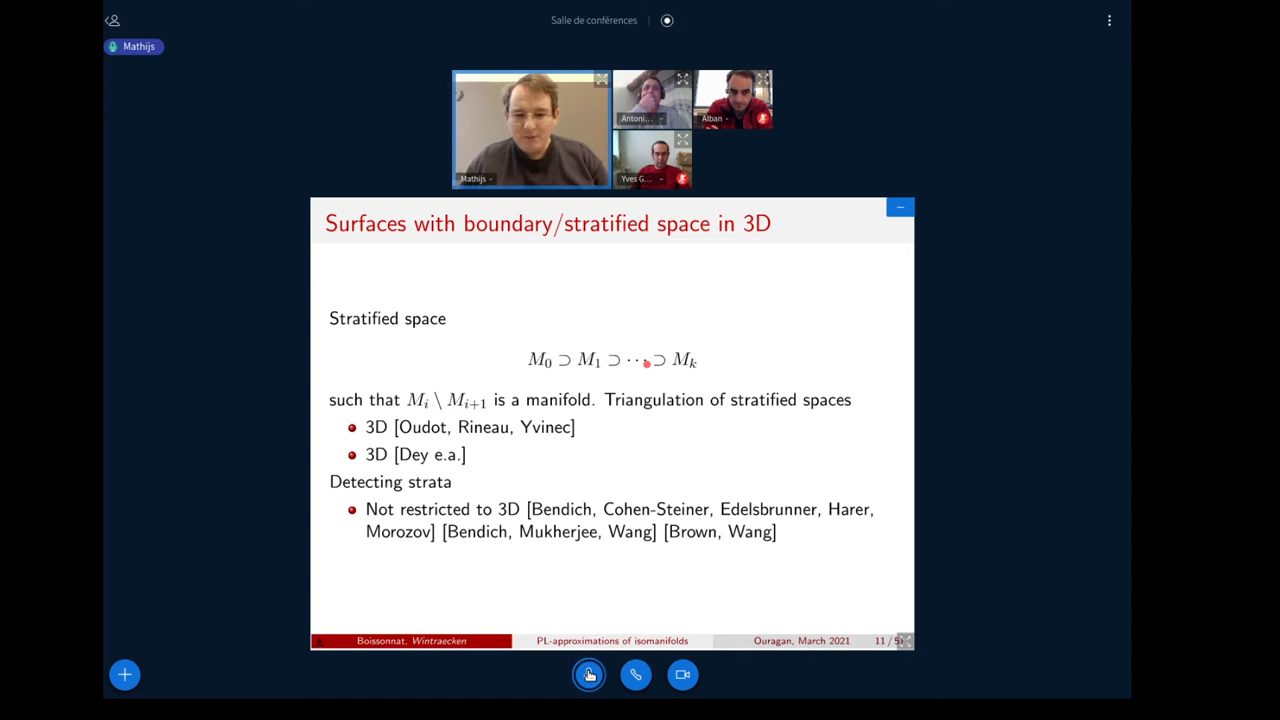 Salle de conférences
Mathijs
Mathijs
Antoni...
Alban
Yves G...
Surfaces with boundary/stratified space in 3D
Stratified space
M₀ ⊃ M₁ ⊃ ··· ⊃ Mₖ
such that Mᵢ \ Mᵢ₊₁ is a manifold. Triangulation of stratified spaces
3D [Oudot, Rineau, Yvinec]
3D [Dey e.a.]
Detecting strata
Not restricted to 3D [Bendich, Cohen-Steiner, Edelsbrunner, Harer,
Morozov] [Bendich, Mukherjee, Wang] [Brown, Wang]
Boissonnat, Wintraecken
PL-approximations of isomanifolds
Ouragan, March 2021
11 /